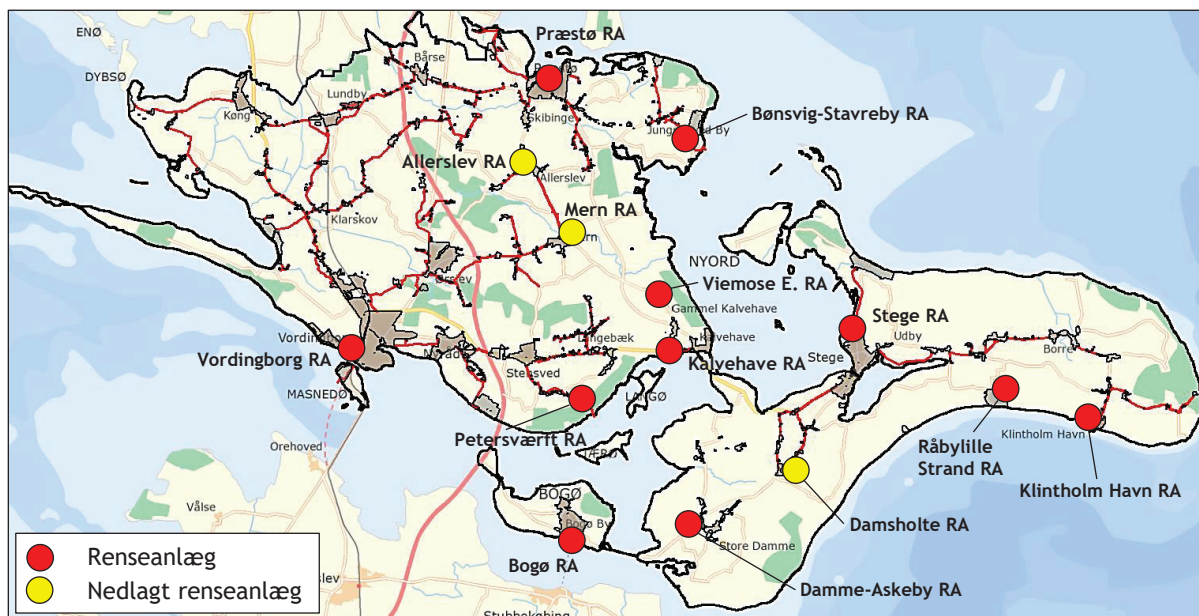 Præstø RA
ENØ
DYBSØ
Bårse
Lundby
Køng
Skibinge
Bønsvig-Stavreby RA
Allerslev RA
Allerslev
Mern RA
Klarskov
NYORD
Viemose E. RA
Gammel Kalvehave
Ørslev
Stege RA
Udby
Vordingborg RA
Kalvehave
Langebæk
Kalvehave RA
Stege
Borre
Nyråd
Stensved
MASNEDØ
LANGØ
Petersværft RA
Orehoved
TÆRØ
Klintholm Havn
Råbylille
Strand RA
Klintholm Havn RA
Vålse
BOGØ
Bogø By
Damsholte RA
Store Damme
Bogø RA
Damme-Askeby RA
Renseanlæg
Nedlagt renseanlæg
Stubbekøbing